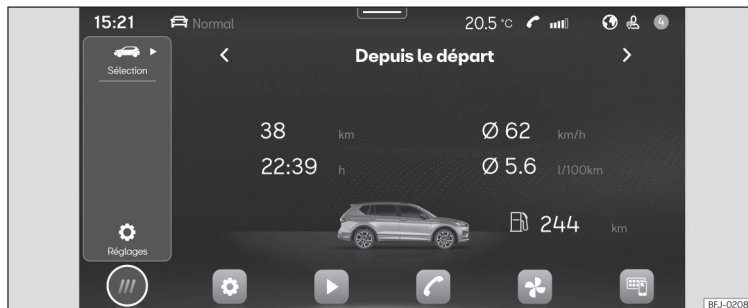 15:21 Normal 20.5 °C 4
Sélection
Depuis le départ
38 km Ø 62 km/h
22:39 h Ø 5.6 l/100km
244 km
Réglages
BFJ-0208